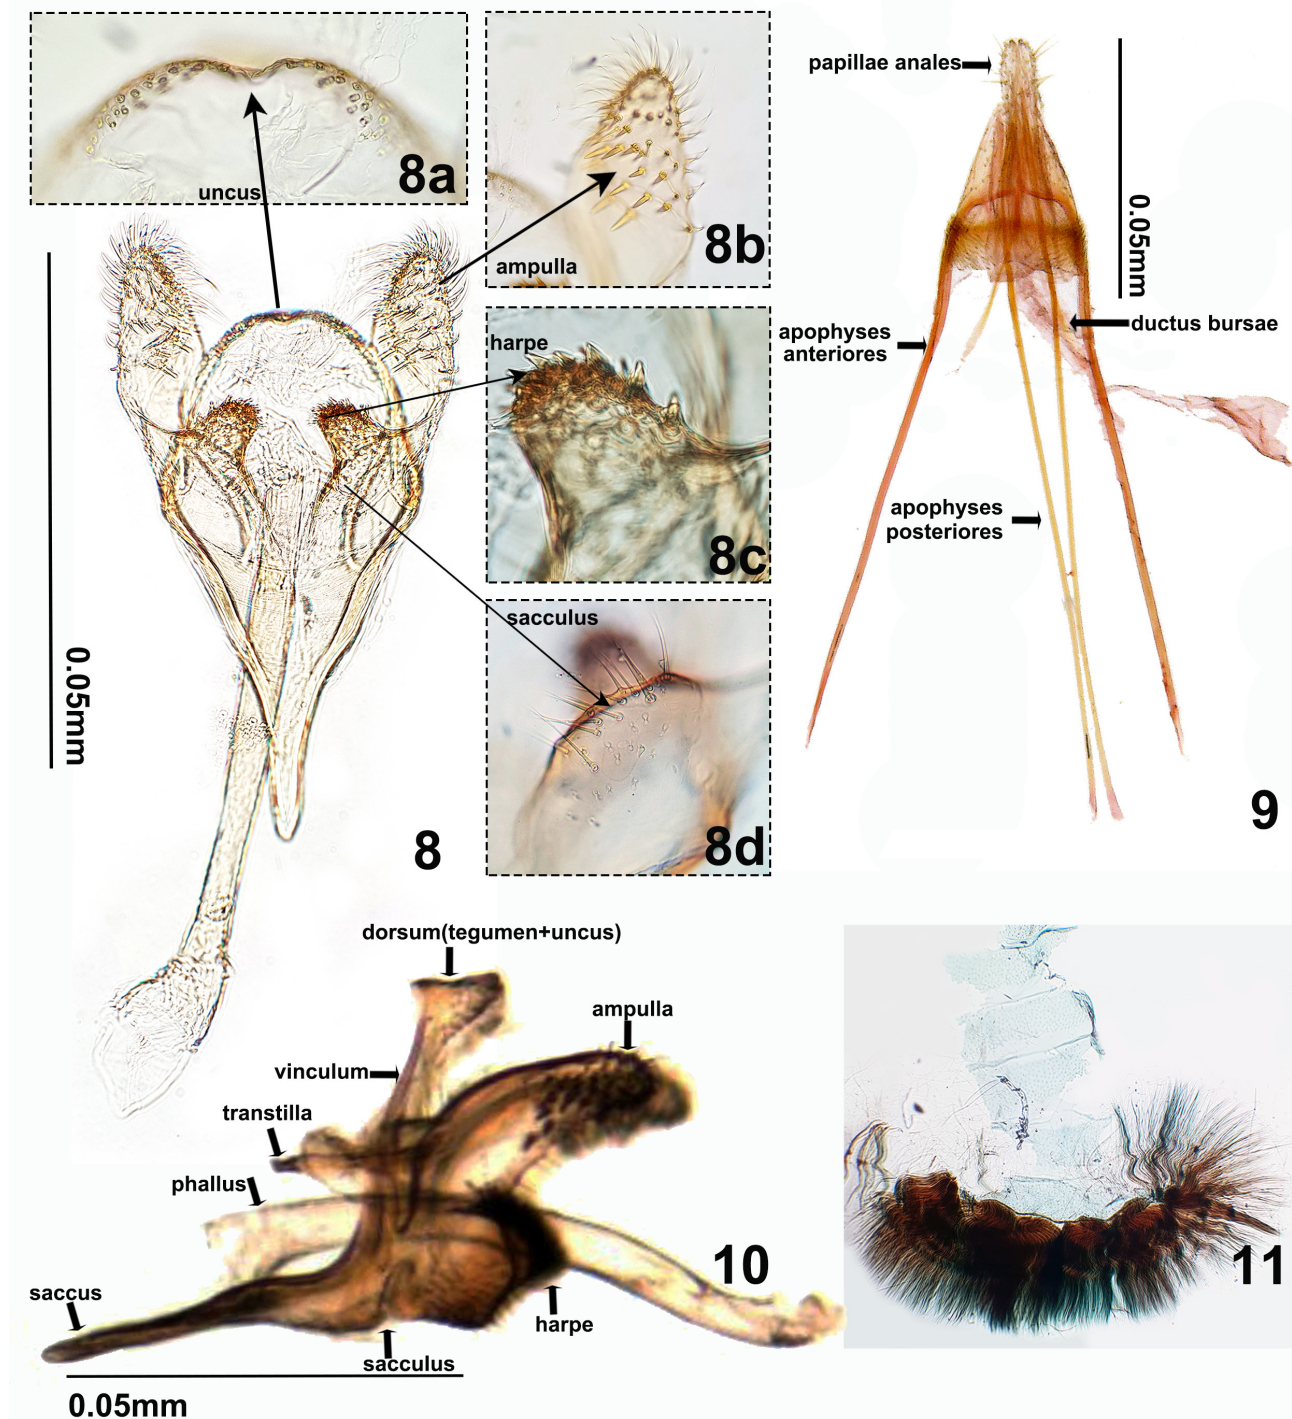 8a
uncus
8b
ampulla
papillae anales
0.05mm
ductus bursae
apophyses
anteriores
harpe
8c
apophyses
posteriores
sacculus
8d
0.05mm
8
9
dorsum(tegumen+uncus)
ampulla
vinculum
transtilla
phallus
10
11
saccus
harpe
sacculus
0.05mm